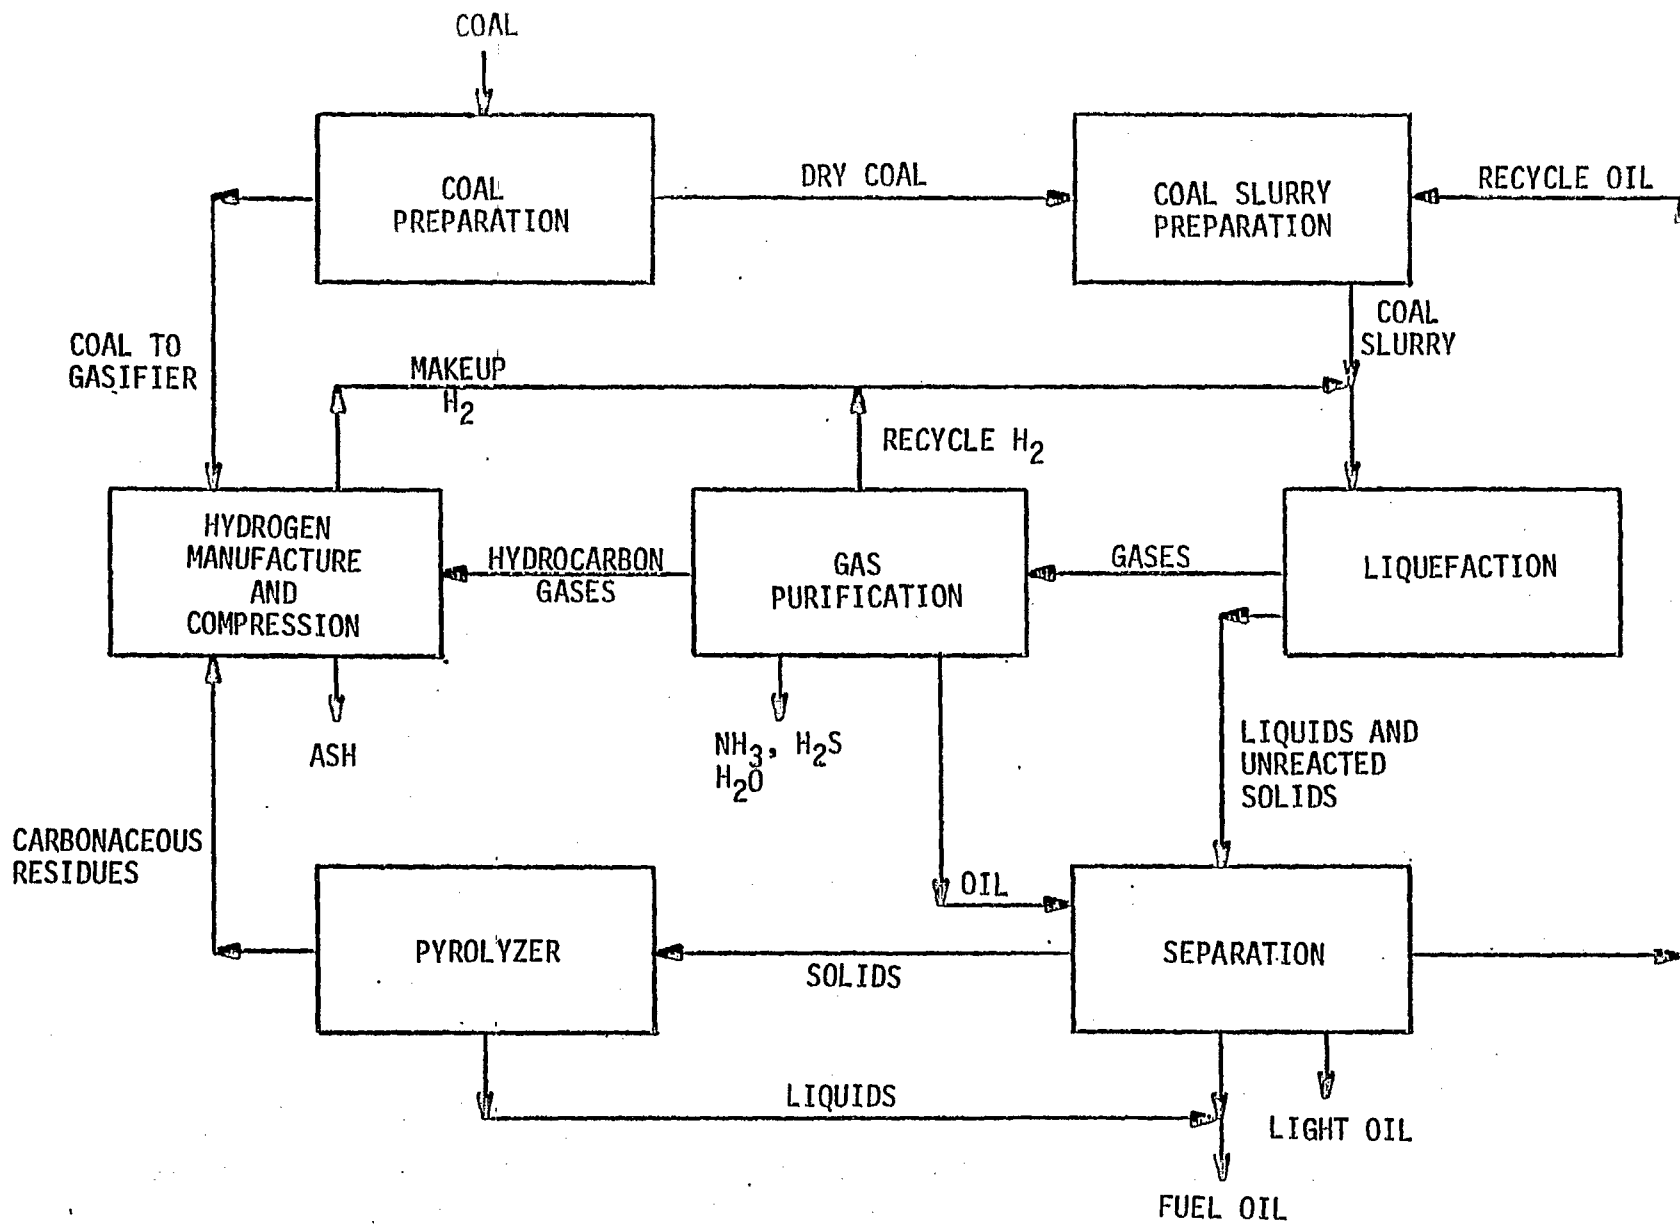 COAL
COAL
PREPARATION
DRY COAL
COAL SLURRY
PREPARATION
RECYCLE OIL
COAL TO
GASIFIER
MAKEUP
H2
COAL
SLURRY
RECYCLE H2
HYDROGEN
MANUFACTURE
AND
COMPRESSION
HYDROCARBON
GASES
GAS
PURIFICATION
GASES
LIQUEFACTION
ASH
NH3, H2S
H2O
LIQUIDS AND
UNREACTED
SOLIDS
CARBONACEOUS
RESIDUES
OIL
PYROLYZER
SOLIDS
SEPARATION
LIQUIDS
LIGHT OIL
FUEL OIL